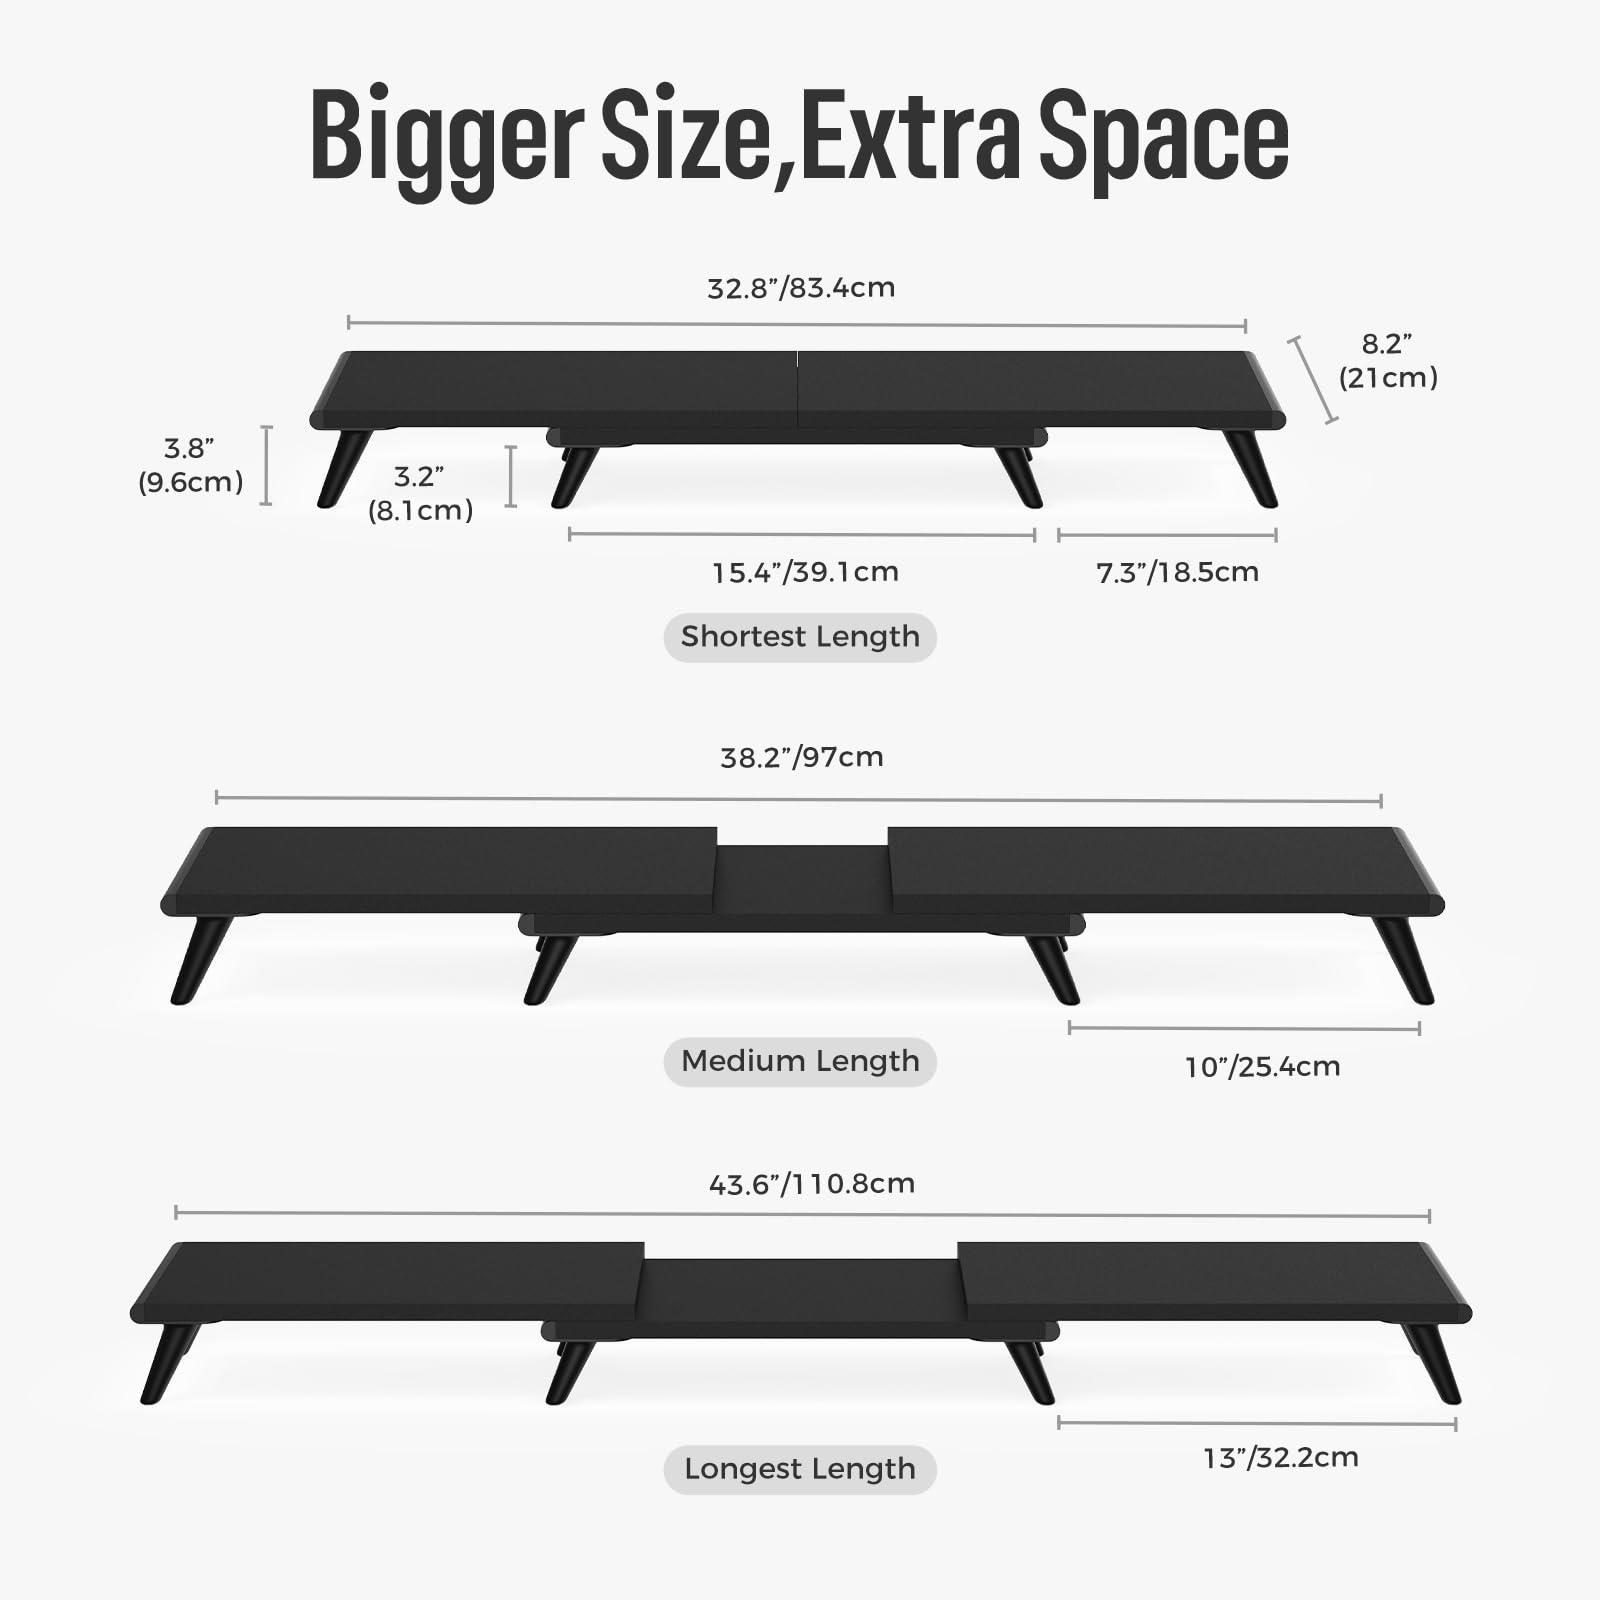 Bigger Size,Extra Space
32.8”/83.4cm
8.2”
(21cm)
3.8”
(9.6cm)
3.2”
(8.1cm)
15.4”/39.1cm
7.3”/18.5cm
Shortest Length
38.2”/97cm
Medium Length
10”/25.4cm
43.6”/110.8cm
13”/32.2cm
Longest Length